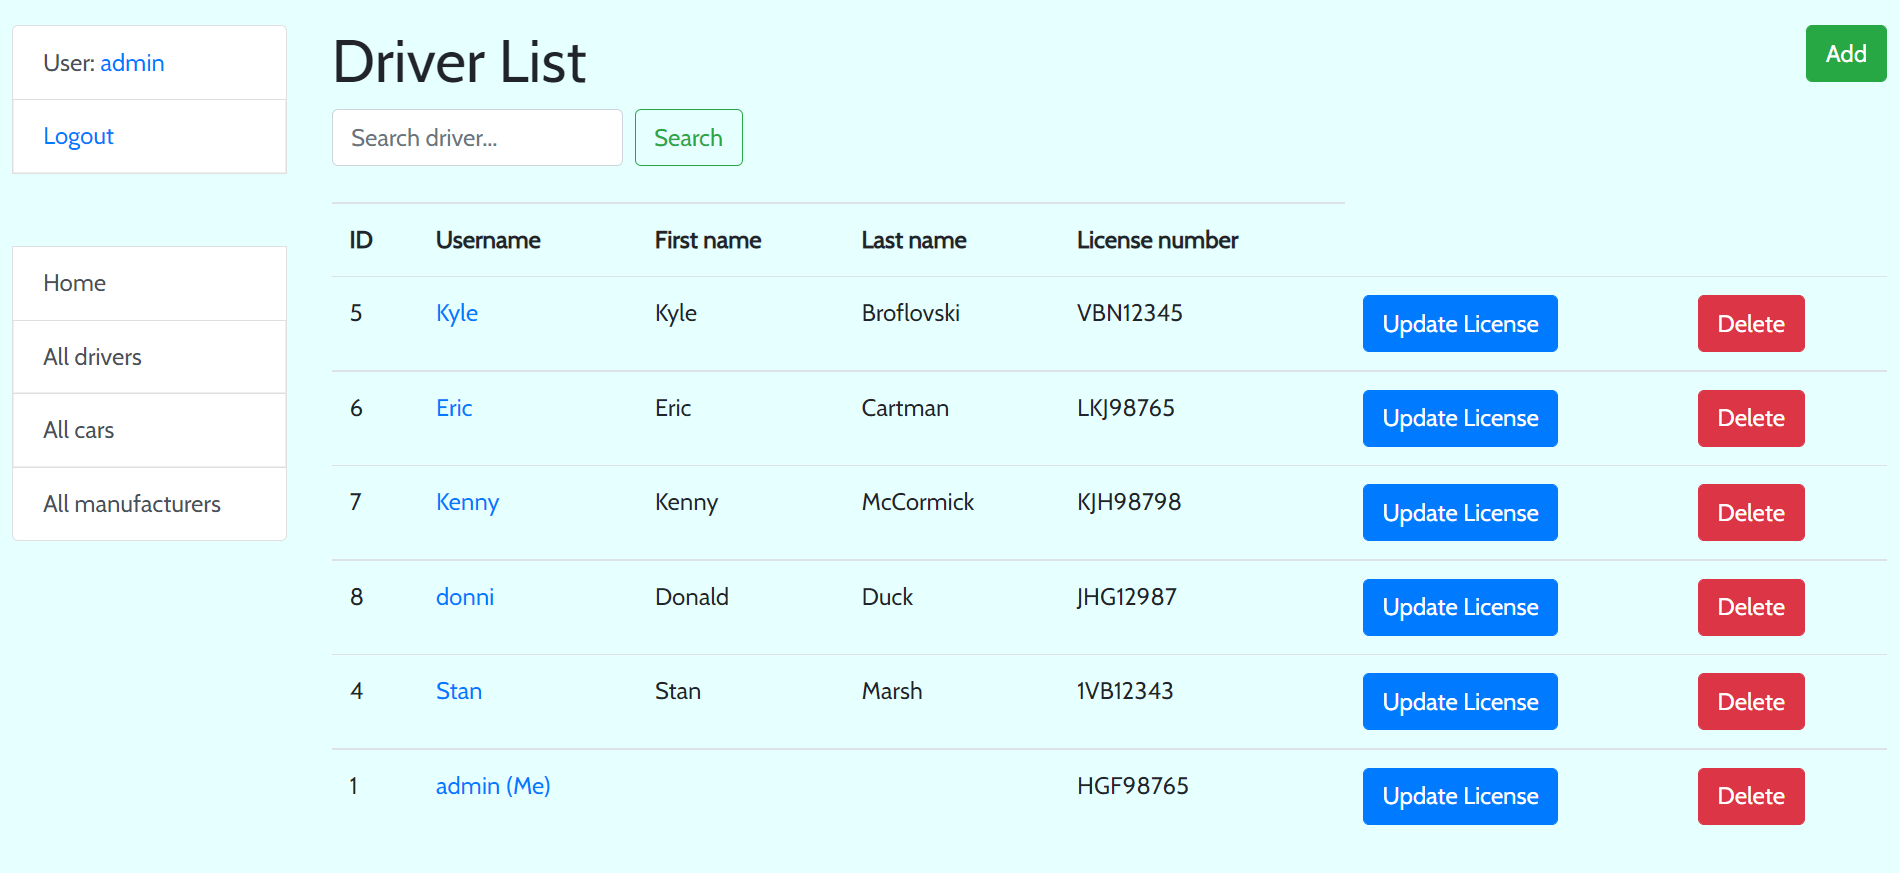 User: admin
Logout
Home
All drivers
All cars
All manufacturers
Driver List
Add
Search driver...
Search
ID Username First name Last name License number
5 Kyle Kyle Broflovski VBN12345 Update License Delete
6 Eric Eric Cartman LKJ98765 Update License Delete
7 Kenny Kenny McCormick KJH98798 Update License Delete
8 donni Donald Duck JHG12987 Update License Delete
4 Stan Stan Marsh 1VB12343 Update License Delete
1 admin (Me) HGF98765 Update License Delete